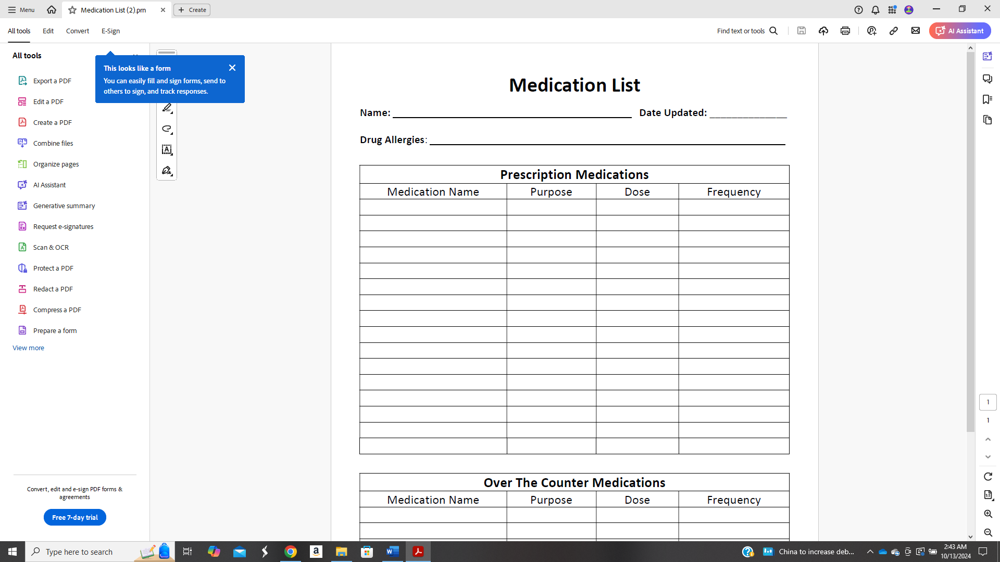 Menu
Medication List (2).prn
Create
All tools
Edit
Convert
E-Sign
Find text or tools
AI Assistant
All tools
This looks like a form
You can easily fill and sign forms, send to
others to sign, and track responses.
Export a PDF
Edit a PDF
Create a PDF
Combine files
Organize pages
AI Assistant
Generative summary
Request e-signatures
Scan & OCR
Protect a PDF
Redact a PDF
Compress a PDF
Prepare a form
View more
Convert, edit and e-sign PDF forms &
agreements
Free 7-day trial
Medication List
Name: Date Updated:
Drug Allergies:
Prescription Medications
Medication Name Purpose Dose Frequency
Over The Counter Medications
Medication Name Purpose Dose Frequency
1
1
Type here to search
China to increase deb...
2:43 AM
10/13/2024